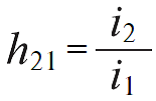 h₂₁ = i₂ / i₁